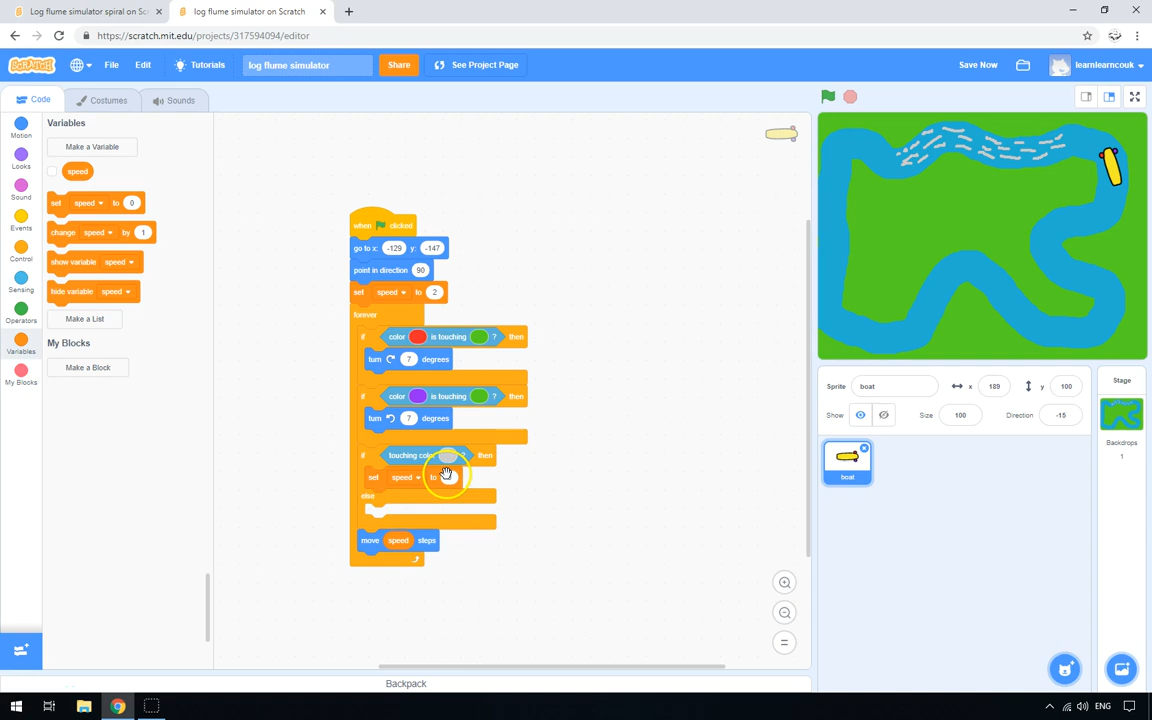 Log flume simulator spiral on Sc
log flume simulator on Scratch
https://scratch.mit.edu/projects/317594094/editor
SCRATCH
File
Edit
Tutorials
log flume simulator
Share
See Project Page
Save Now
learnlearncouk
Code
Costumes
Sounds
Motion
Looks
Sound
Events
Control
Sensing
Operators
Variables
My Blocks
Variables
Make a Variable
speed
set speed to 0
change speed by 1
show variable speed
hide variable speed
Make a List
My Blocks
Make a Block
when clicked
go to x: -129 y: -147
point in direction 90
set speed to 2
forever
if color is touching ? then
turn 7 degrees
if color is touching ? then
turn 7 degrees
if touching color ? then
set speed to
else
move speed steps
Backpack
Sprite boat x 189 y 100
Show Size 100 Direction -15
boat
Stage
Backdrops
1
ENG